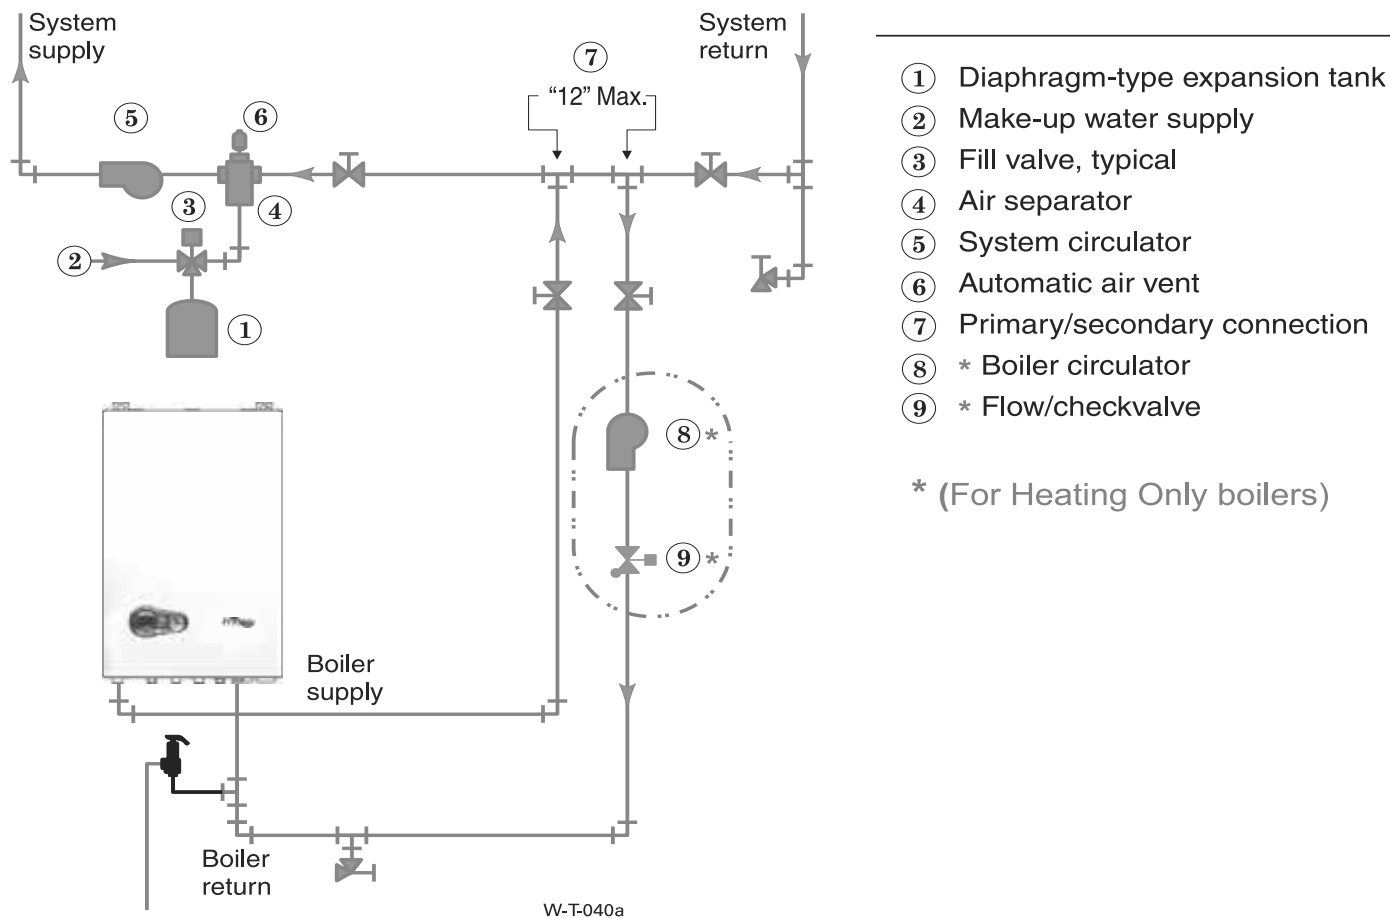 System
supply
System
return
7
"12" Max.
5
6
3
4
2
1
8 *
9 *
Boiler
supply
Boiler
return
W-T-040a
1 Diaphragm-type expansion tank
2 Make-up water supply
3 Fill valve, typical
4 Air separator
5 System circulator
6 Automatic air vent
7 Primary/secondary connection
8 * Boiler circulator
9 * Flow/checkvalve
* (For Heating Only boilers)